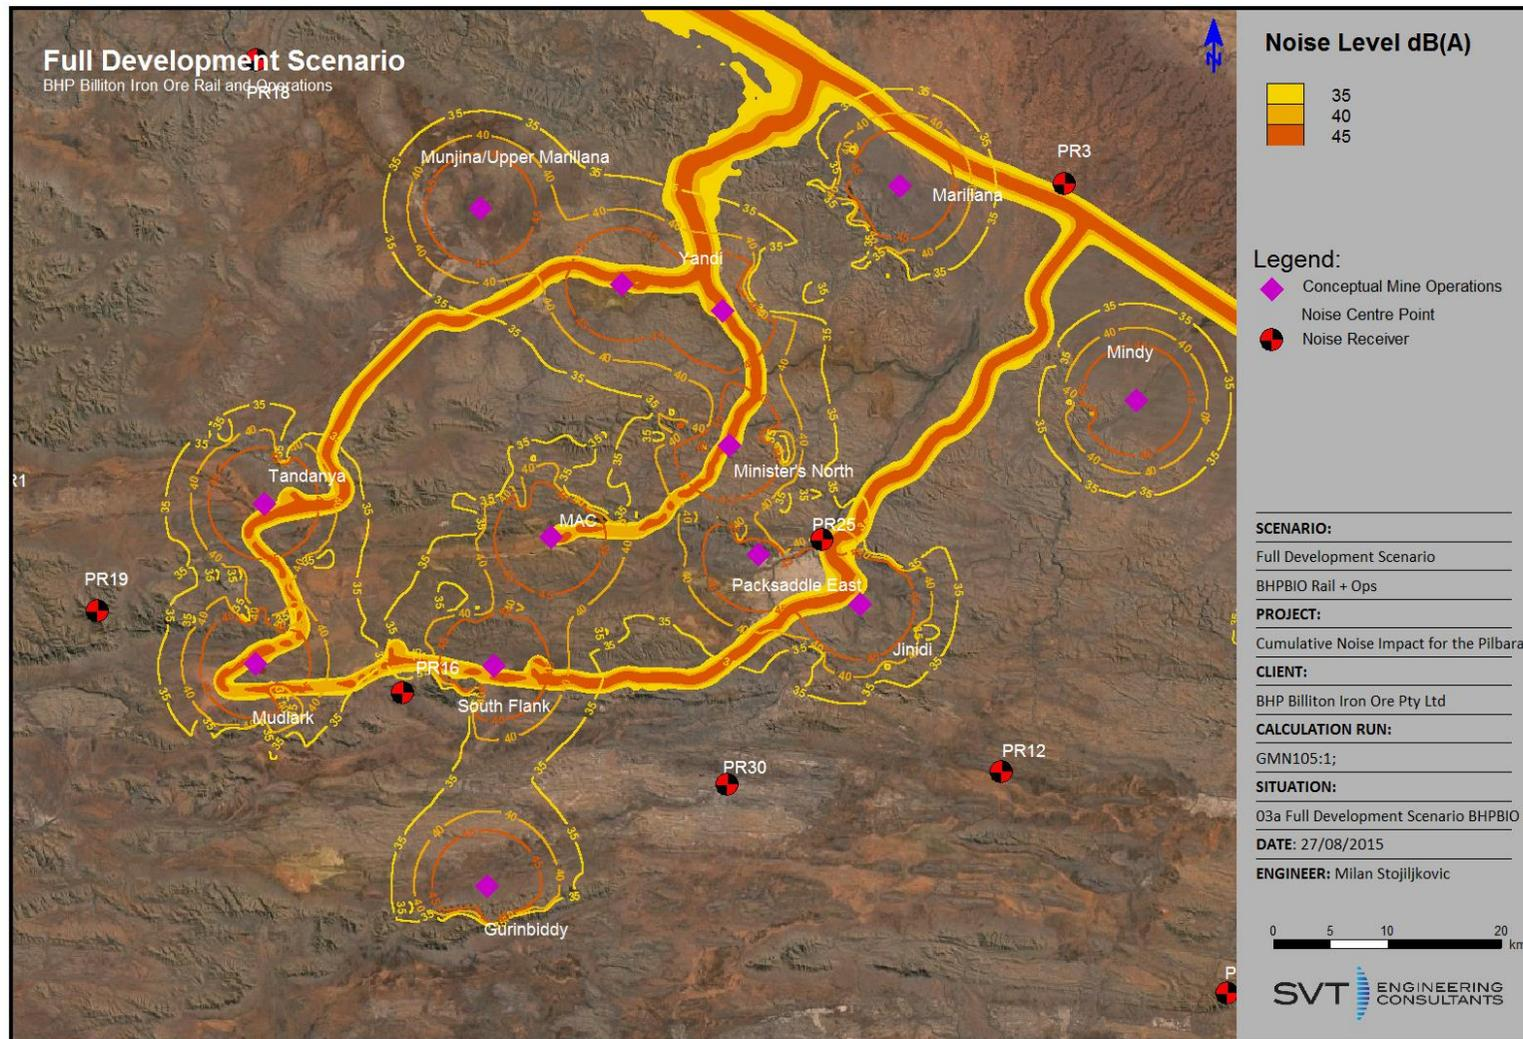 Full Development Scenario
BHP Billiton Iron Ore Rail and Operations
PR18
Munjina/Upper Marillana
Marillana
PR3
Yandi
Mindy
Tandanya
Minister's North
MAC
PR25
R1
PR19
Packsaddle East
Jinidi
PR16
South Flank
Mudlark
PR30
PR12
Gurinbiddy
P
N
Noise Level dB(A)
35
40
45
Legend:
Conceptual Mine Operations
Noise Centre Point
Noise Receiver
SCENARIO:
Full Development Scenario
BHPBIO Rail + Ops
PROJECT:
Cumulative Noise Impact for the Pilbara
CLIENT:
BHP Billiton Iron Ore Pty Ltd
CALCULATION RUN:
GMN105:1;
SITUATION:
03a Full Development Scenario BHPBIO
DATE: 27/08/2015
ENGINEER: Milan Stojiljkovic
0 5 10 20
km
SVT ENGINEERING
CONSULTANTS